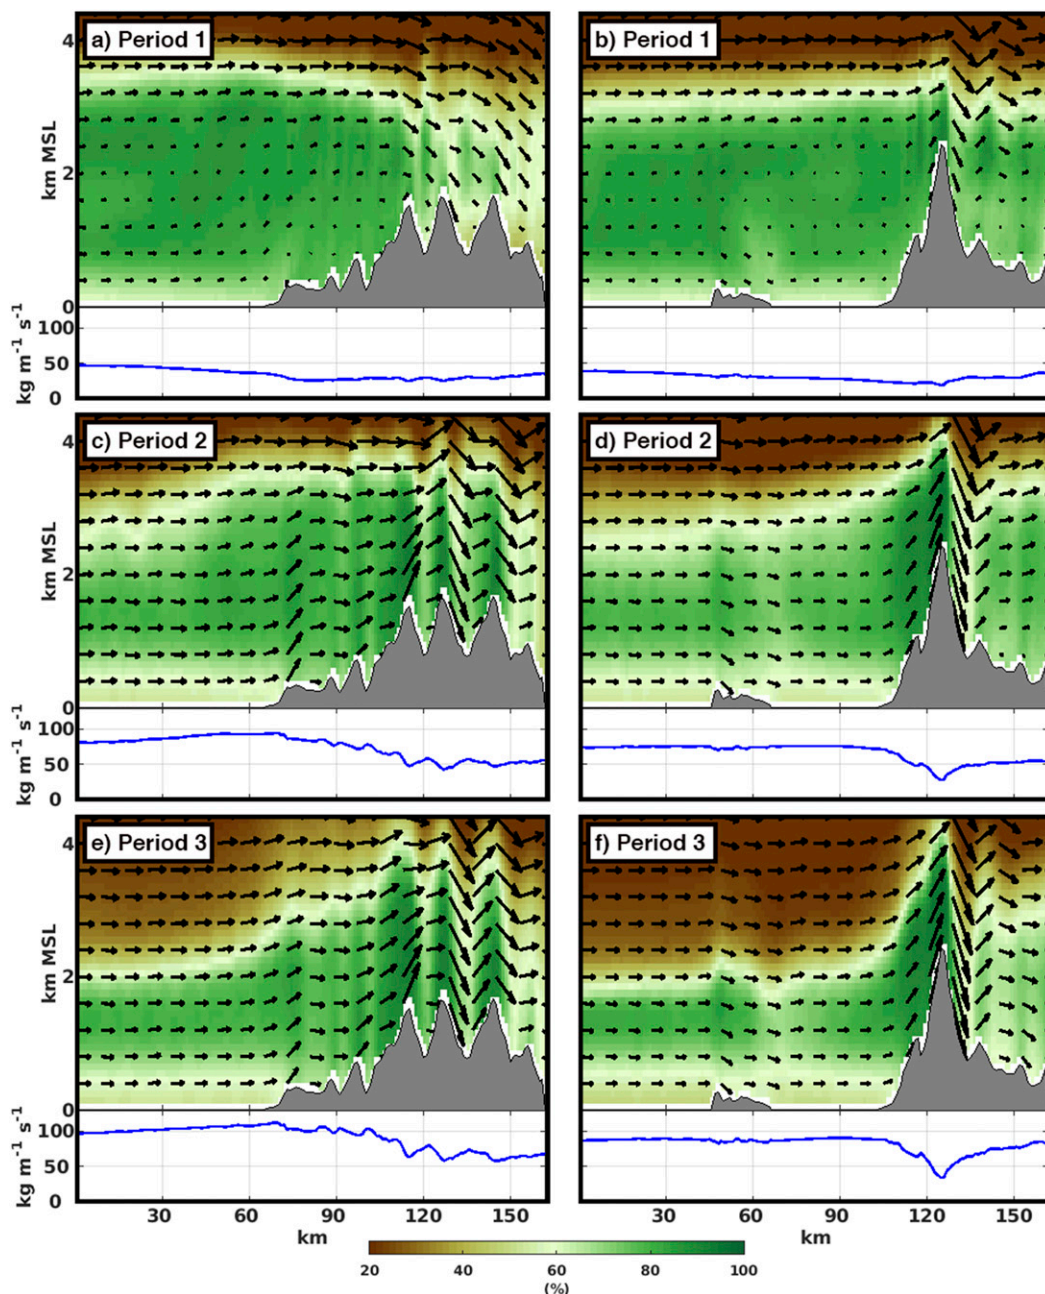 a) Period 1
b) Period 1
4
2
0
km MSL
100
50
0
kg m-1 s-1
c) Period 2
d) Period 2
4
2
0
km MSL
100
50
0
kg m-1 s-1
e) Period 3
f) Period 3
4
2
0
km MSL
100
50
0
kg m-1 s-1
30 60 90 120 150 30 60 90 120 150
km km
20 40 60 80 100
(%)